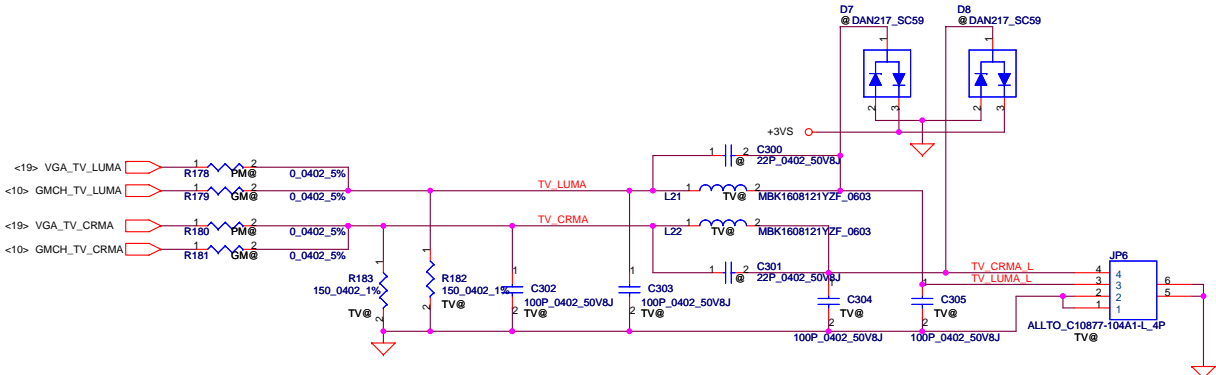 D7
@ DAN217_SC59
D8
@ DAN217_SC59
1
1
2
3
2
3
+3VS
C300
1
2
@
22P_0402_50V8J
<19> VGA_TV_LUMA
1
2
R178
PM@
0_0402_5%
<10> GMCH_TV_LUMA
1
2
R179
GM@
0_0402_5%
TV_LUMA
L21
1
2
TV@
MBK1608121YZF_0603
<19> VGA_TV_CRMA
1
2
R180
PM@
0_0402_5%
<10> GMCH_TV_CRMA
1
2
R181
GM@
0_0402_5%
TV_CRMA
L22
1
2
TV@
MBK1608121YZF_0603
C301
1
2
@
22P_0402_50V8J
1
R183
150_0402_1%
TV@
2
1
R182
150_0402_1%
TV@
2
1
C302
100P_0402_50V8J
TV@
2
1
C303
100P_0402_50V8J
TV@
2
1
C304
TV@
2
100P_0402_50V8J
1
C305
TV@
2
100P_0402_50V8J
TV_CRMA_L
TV_LUMA_L
JP6
4
4
3
3
2
2
1
1
6
5
ALLTO_C10877-104A1-L_4P
TV@